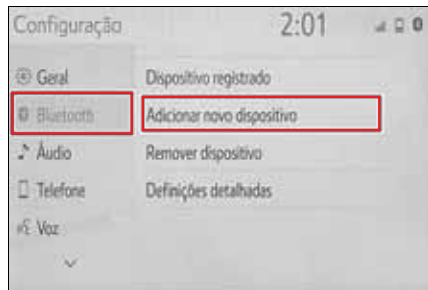 Configuração 2:01
Geral
Bluetooth
Áudio
Telefone
Voz
Dispositivo registrado
Adicionar novo dispositivo
Remover dispositivo
Definições detalhadas